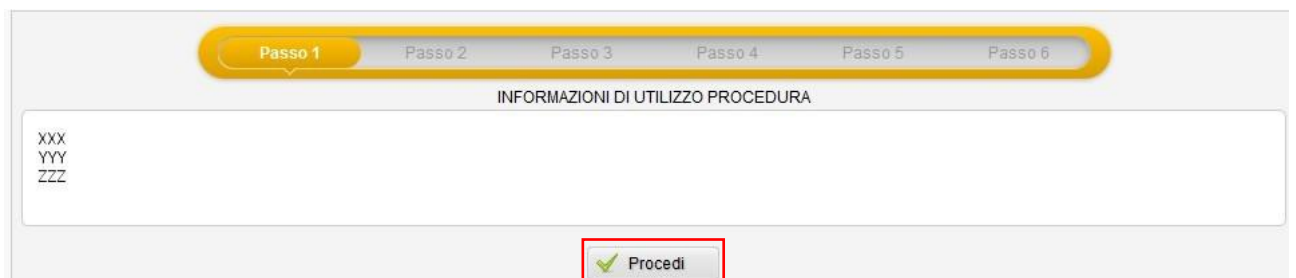 Passo 1 Passo 2 Passo 3 Passo 4 Passo 5 Passo 6
INFORMAZIONI DI UTILIZZO PROCEDURA
XXX
YYY
ZZZ
Procedi